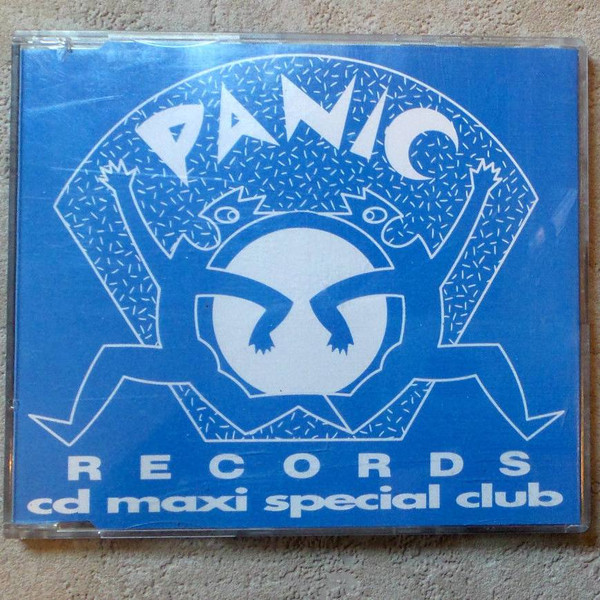 PANIC
RECORDS
cd maxi special club